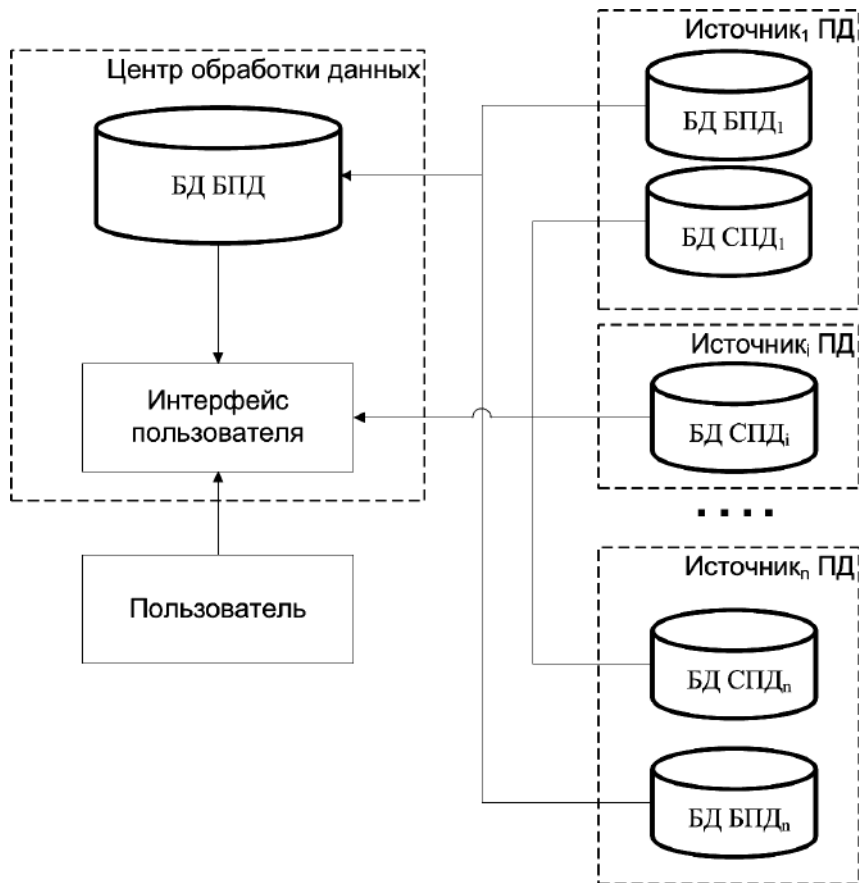 Центр обработки данных
БД БПД
Интерфейс
пользователя
Пользователь
Источник₁ ПД
БД БПД₁
БД СПД₁
Источникᵢ ПД
БД СПДᵢ
Источникₙ ПД
БД СПДₙ
БД БПДₙ